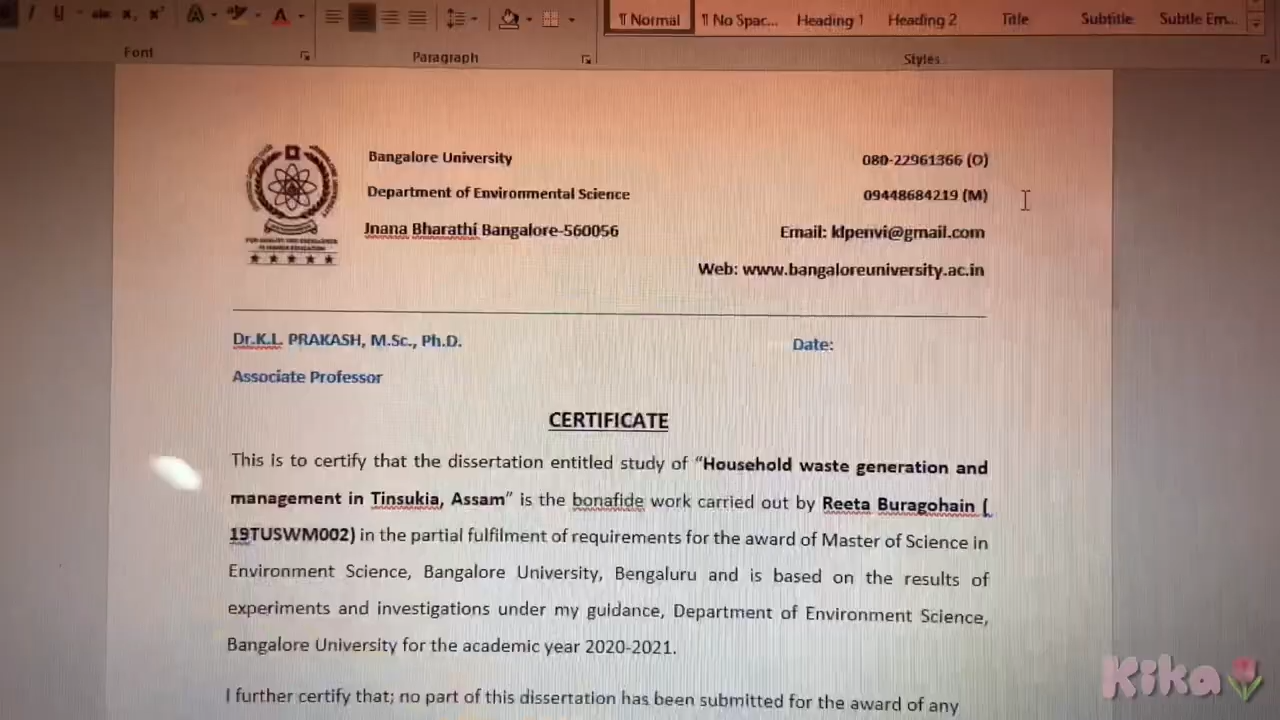 Font
Paragraph
Styles
¶ Normal
¶ No Spac...
Heading 1
Heading 2
Title
Subtitle
Subtle Em...
Bangalore University
080-22961366 (O)
Department of Environmental Science
09448684219 (M)
Jnana Bharathi Bangalore-560056
Email: klpenvi@gmail.com
Web: www.bangaloreuniversity.ac.in
Dr.K.L. PRAKASH, M.Sc., Ph.D.
Date:
Associate Professor
CERTIFICATE
This is to certify that the dissertation entitled study of “Household waste generation and
management in Tinsukia, Assam” is the bonafide work carried out by Reeta Buragohain (
19TUSWM002) in the partial fulfilment of requirements for the award of Master of Science in
Environment Science, Bangalore University, Bengaluru and is based on the results of
experiments and investigations under my guidance, Department of Environment Science,
Bangalore University for the academic year 2020-2021.
I further certify that; no part of this dissertation has been submitted for the award of any
Kika